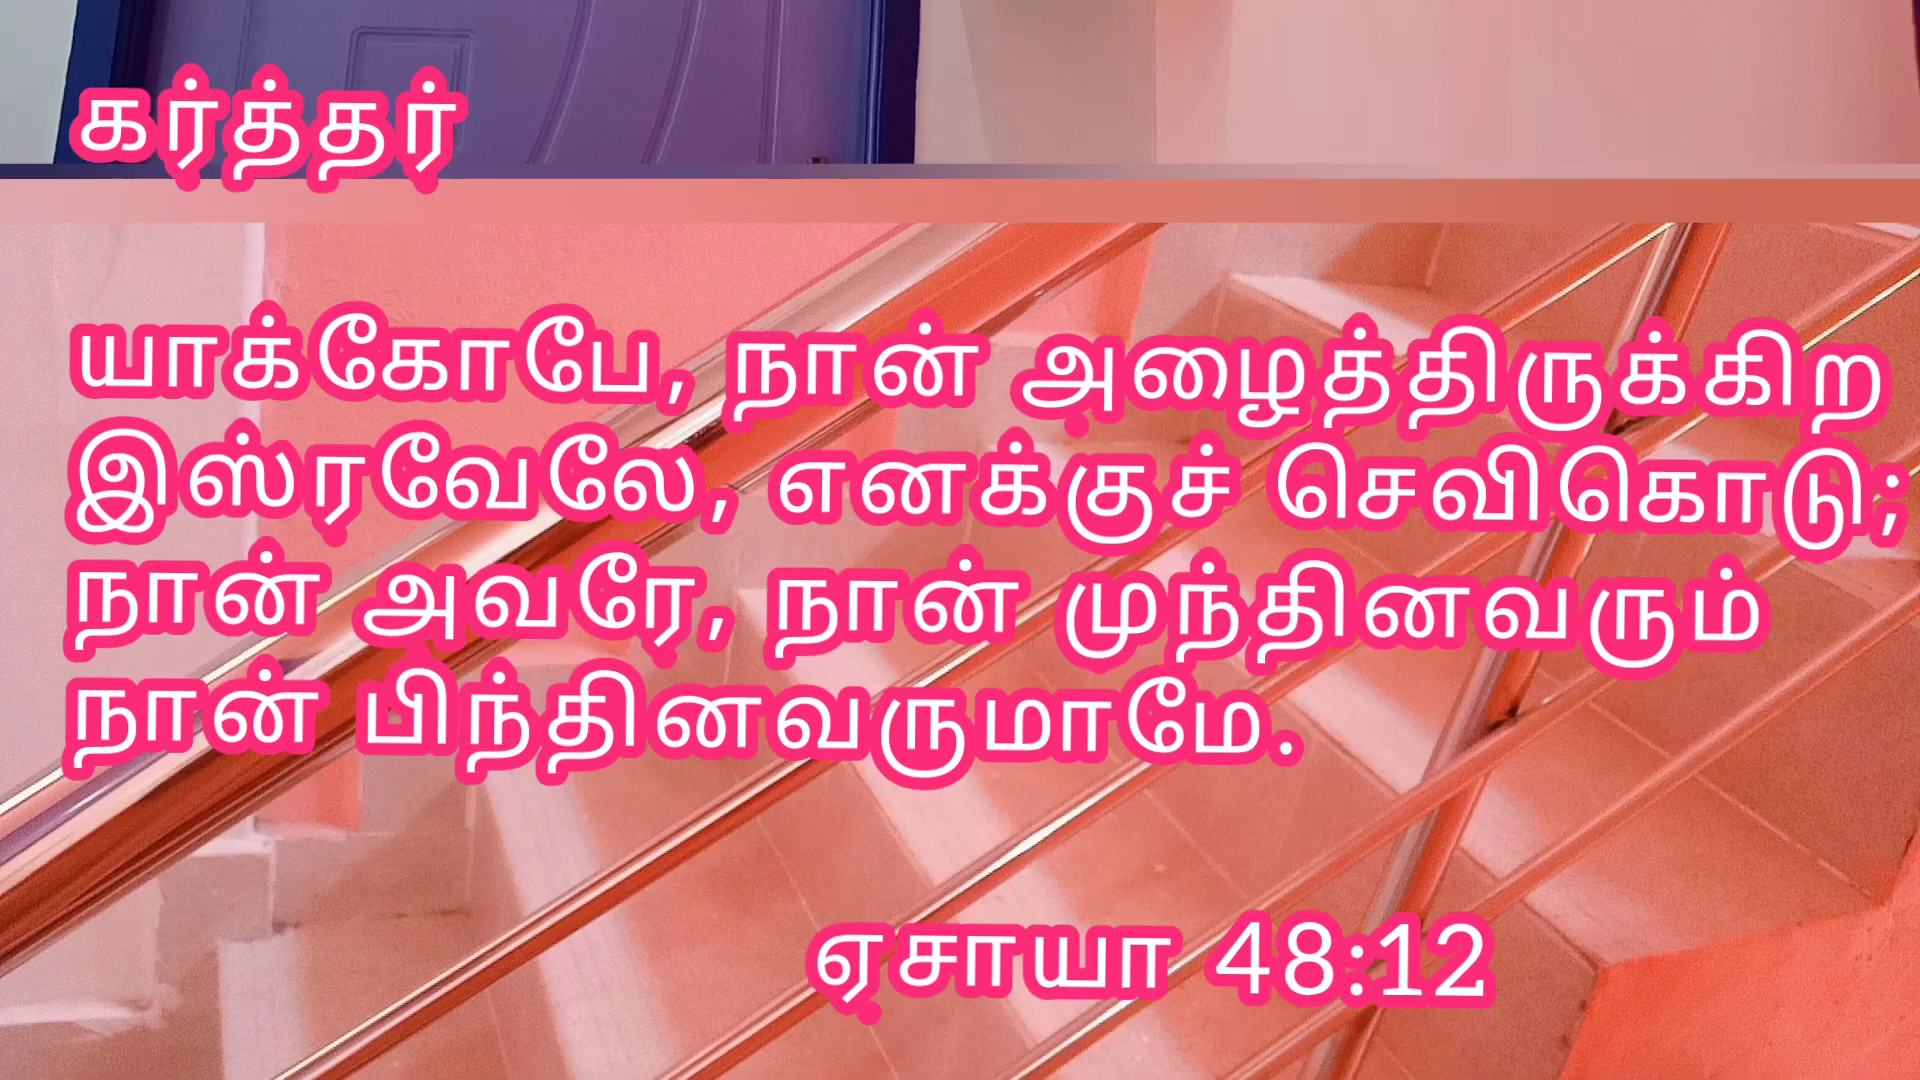 கர்த்தர்
யாக்கோபே, நான் அழைத்திருக்கிற
இஸ்ரவேலே, எனக்குச் செவிகொடு;
நான் அவரே, நான் முந்தினவரும்
நான் பிந்தினவருமாமே.
ஏசாயா 48:12